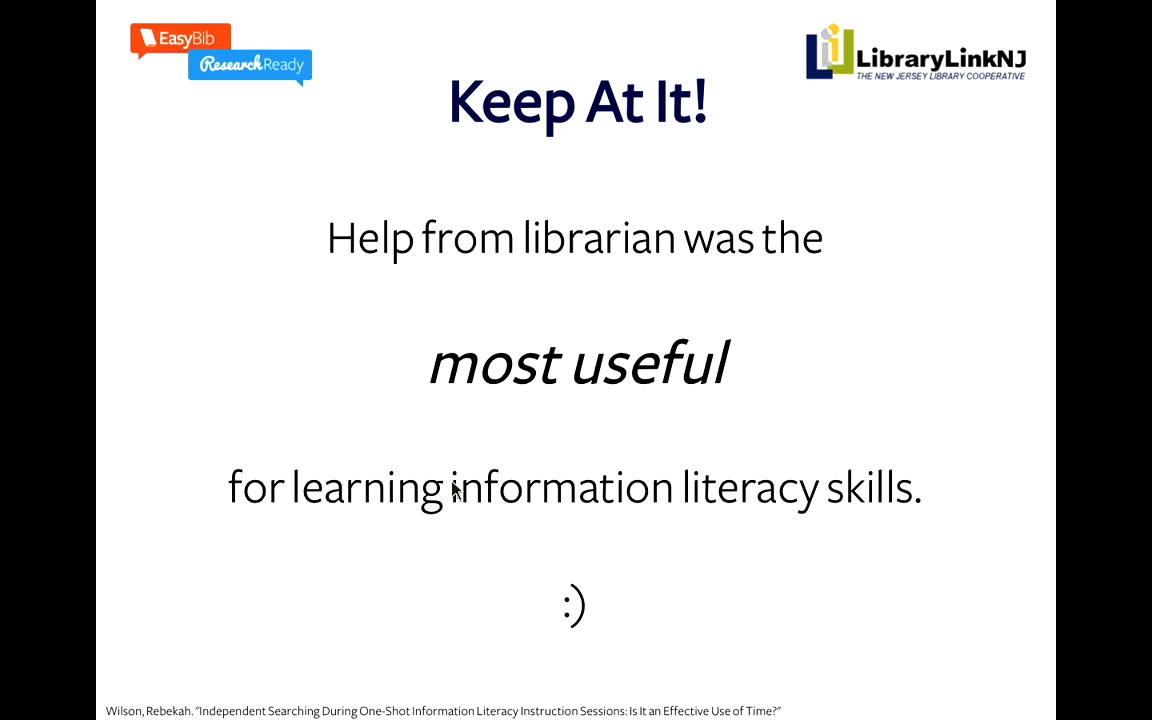 EasyBib
ResearchReady
LibraryLinkNJ
THE NEW JERSEY LIBRARY COOPERATIVE
Keep At It!
Help from librarian was the
most useful
for learning information literacy skills.
:)
Wilson, Rebekah. "Independent Searching During One-Shot Information Literacy Instruction Sessions: Is It an Effective Use of Time?"